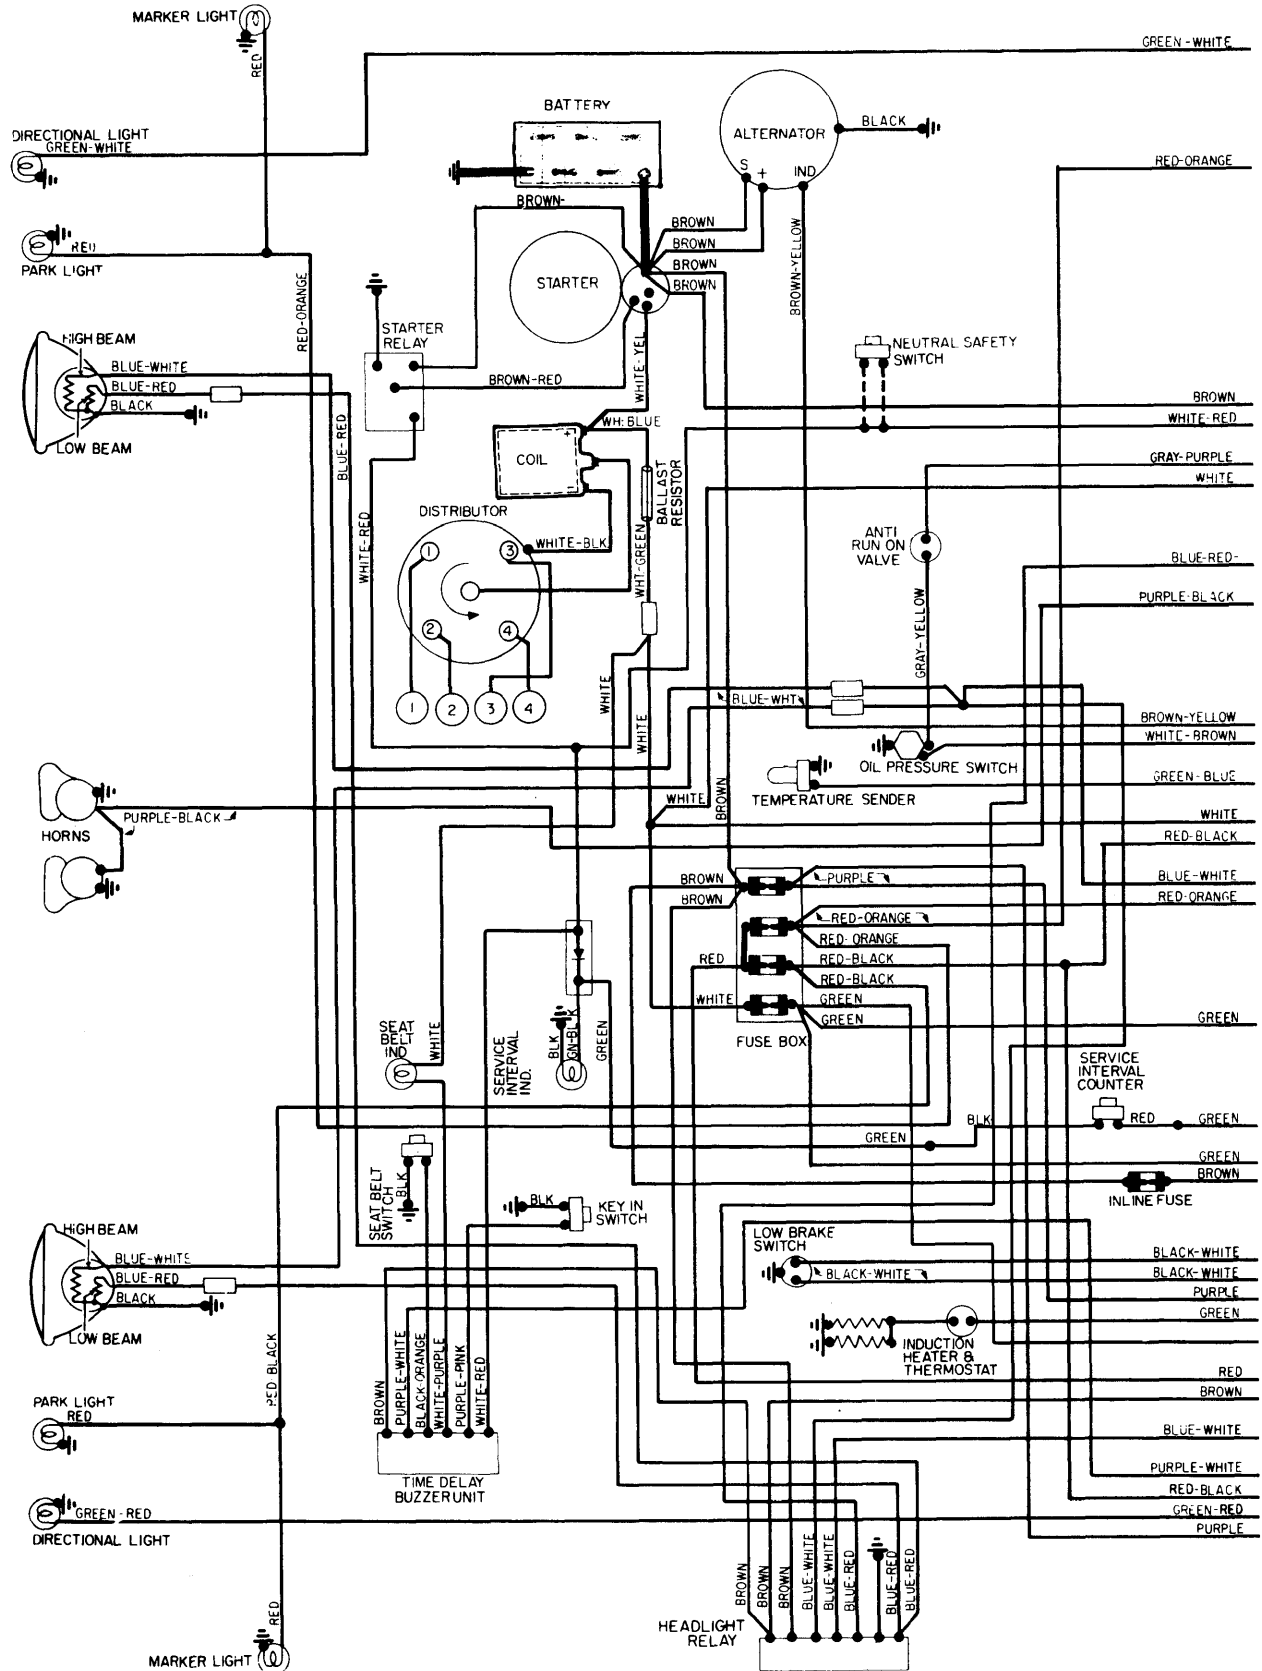 MARKER LIGHT
RED
GREEN-WHITE
DIRECTIONAL LIGHT
GREEN-WHITE
BATTERY
ALTERNATOR
S
+
IND
BLACK
RED-ORANGE
BROWN-
BROWN
BROWN
BROWN
BROWN
BROWN-YELLOW
RED
PARK LIGHT
RED-ORANGE
STARTER
STARTER
RELAY
BROWN-RED
WHITE-YEL
NEUTRAL SAFETY
SWITCH
HIGH BEAM
BLUE-WHITE
BLUE-RED
BLACK
LOW BEAM
BLUE-RED
BROWN
WHITE-RED
WH:BLUE
COIL
+
BALLAST
RESISTOR
GRAY-PURPLE
WHITE
DISTRIBUTOR
WHITE-RED
WHITE-BLK
WHT-GREEN
1
3
2
4
1
2
3
4
ANTI
RUN ON
VALVE
BLUE-RED-
PURPLE-BLACK
GRAY-YELLOW
WHITE
WHITE
BLUE-WHT
BROWN-YELLOW
WHITE-BROWN
OIL PRESSURE SWITCH
GREEN-BLUE
TEMPERATURE SENDER
HORNS
PURPLE-BLACK
WHITE
BROWN
WHITE
RED-BLACK
BROWN
BROWN
PURPLE
BLUE-WHITE
RED-ORANGE
RED-ORANGE
RED-ORANGE
RED
RED-BLACK
RED-BLACK
WHITE
GREEN
GREEN
GREEN
FUSE BOX
SEAT
BELT
IND
WHITE
SERVICE
INTERVAL
IND.
BLK
GN-BLK
GREEN
SERVICE
INTERVAL
COUNTER
BLK
RED
GREEN
GREEN
GREEN
BROWN
INLINE FUSE
SEAT BELT
SWITCH
BLK
BLK
KEY IN
SWITCH
LOW BRAKE
SWITCH
HIGH BEAM
BLUE-WHITE
BLUE-RED
BLACK
LOW BEAM
BLACK-WHITE
BLACK-WHITE
BLACK-WHITE
PURPLE
GREEN
INDUCTION
HEATER &
THERMOSTAT
RED
BROWN
RED BLACK
BROWN
PURPLE-WHITE
BLACK-ORANGE
WHITE-PURPLE
PURPLE-PINK
WHITE-RED
PARK LIGHT
RED
BLUE-WHITE
TIME DELAY
BUZZER UNIT
PURPLE-WHITE
RED-BLACK
GREEN-RED
PURPLE
GREEN-RED
DIRECTIONAL LIGHT
BROWN
BROWN
BROWN
BLUE-WHITE
BLUE-WHITE
BLUE-RED
BLUE-RED
BLUE-RED
HEADLIGHT
RELAY
RED
MARKER LIGHT